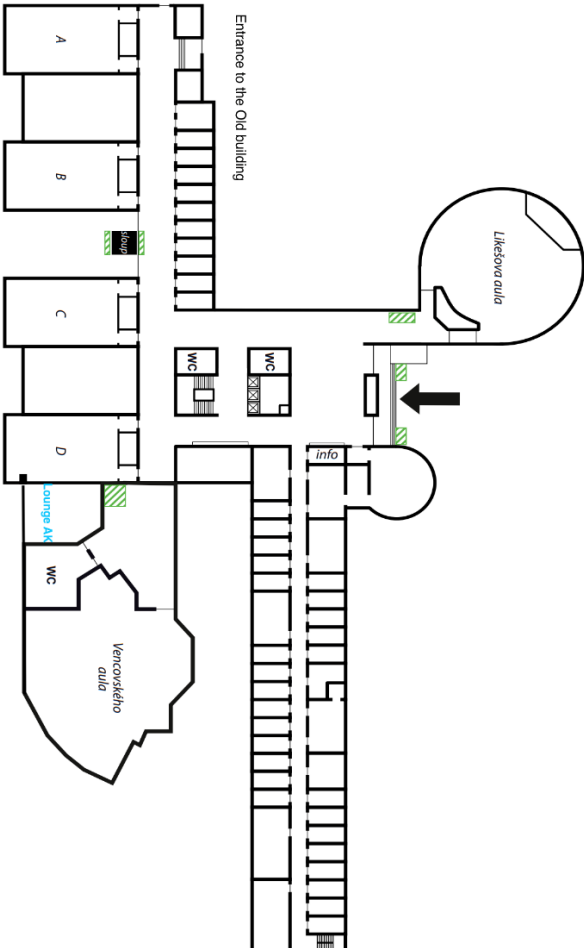 Entrance to the Old building
A
B
sloup
C
D
Likešova aula
WC
WC
info
Lounge AK
WC
Vencovského
aula